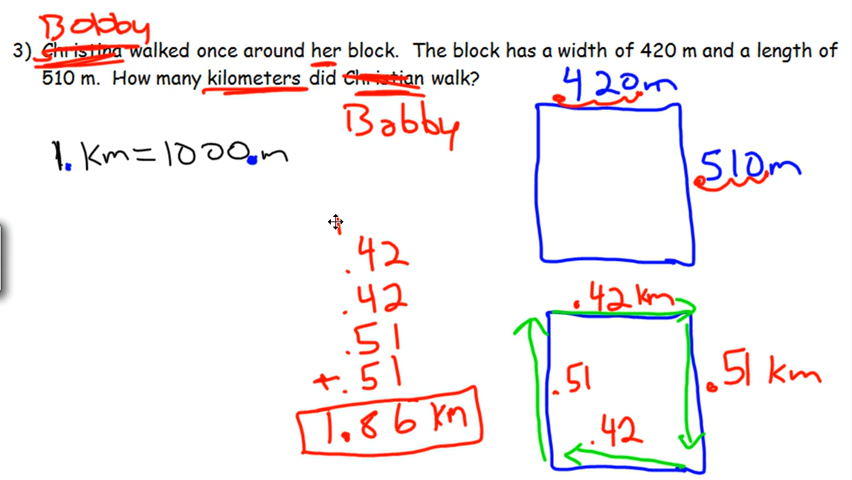 Bobby
3) Christina walked once around her block. The block has a width of 420 m and a length of
510 m. How many kilometers did Christian walk?
Bobby
.420m
1. Km=1000.m
.510m
.42
.42
.51
+.51
1.86 km
.42 km
.51
.51 km
.42